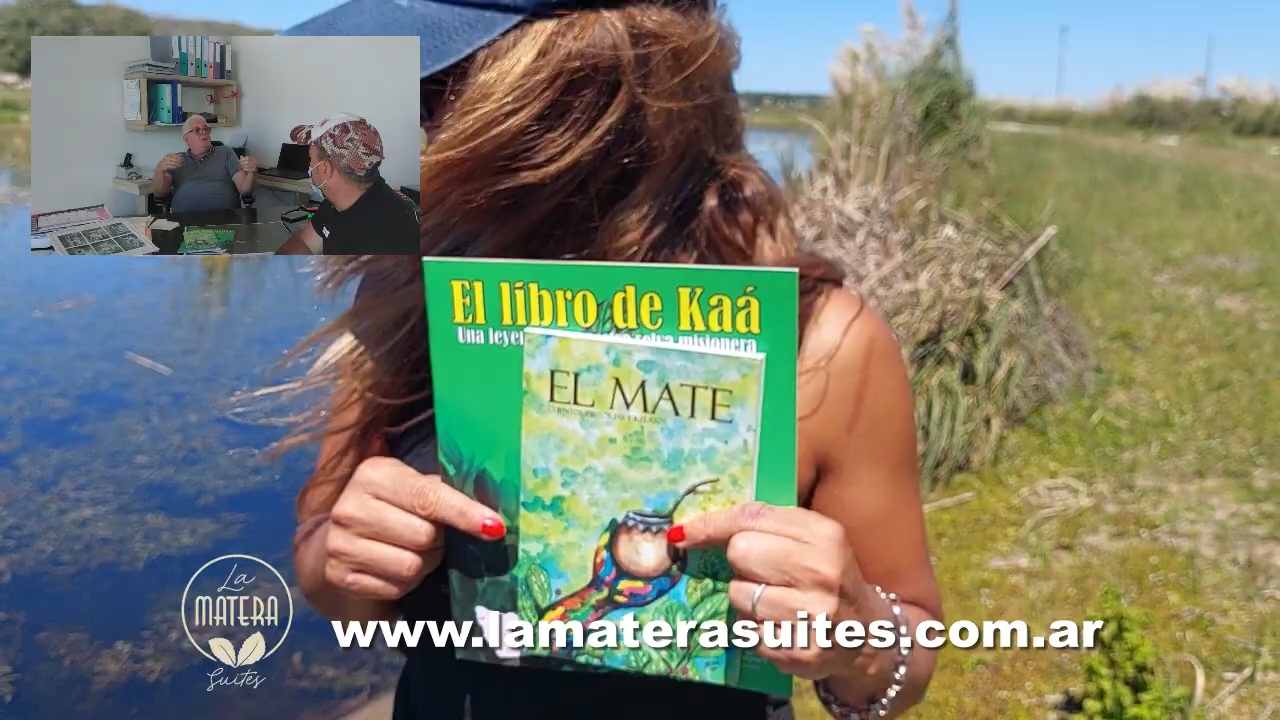 El libro de Kaá
Una leyen selva misionera
EL MATE
La
MATERA
Suites
www.lamaterasuites.com.ar